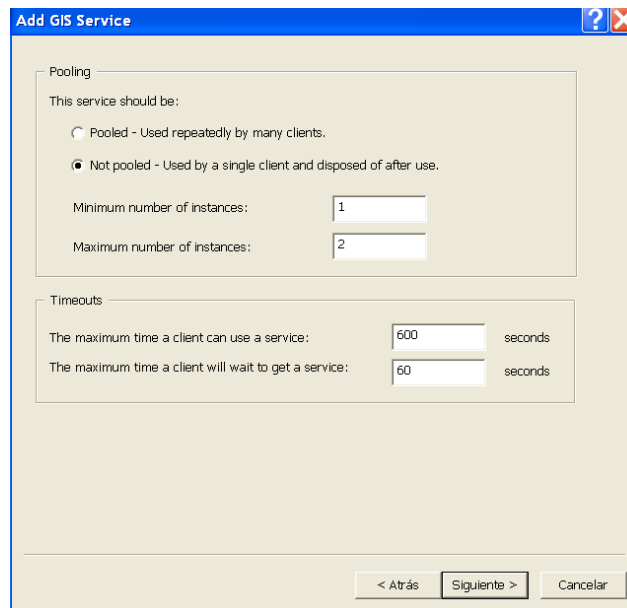 Add GIS Service
Pooling
This service should be:
Pooled - Used repeatedly by many clients.
Not pooled - Used by a single client and disposed of after use.
Minimum number of instances: 1
Maximum number of instances: 2
Timeouts
The maximum time a client can use a service: 600 seconds
The maximum time a client will wait to get a service: 60 seconds
< Atrás Siguiente > Cancelar